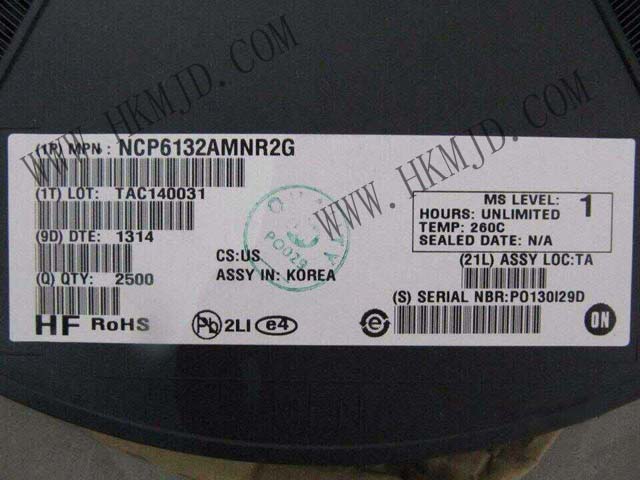 WWW.HKMJD.COM
WWW.HKMJD.COM
(1P) MPN : NCP6132AMNR2G
(1T) LOT: TAC140031
(9D) DTE: 1314
(Q) QTY: 2500
HF RoHS
CS:US
ASSY IN: KOREA
Pb 2LI e4
PO029
MS LEVEL: 1
HOURS: UNLIMITED
TEMP: 260C
SEALED DATE: N/A
(21L) ASSY LOC:TA
(S) SERIAL NBR:PO130I29D
e
ON